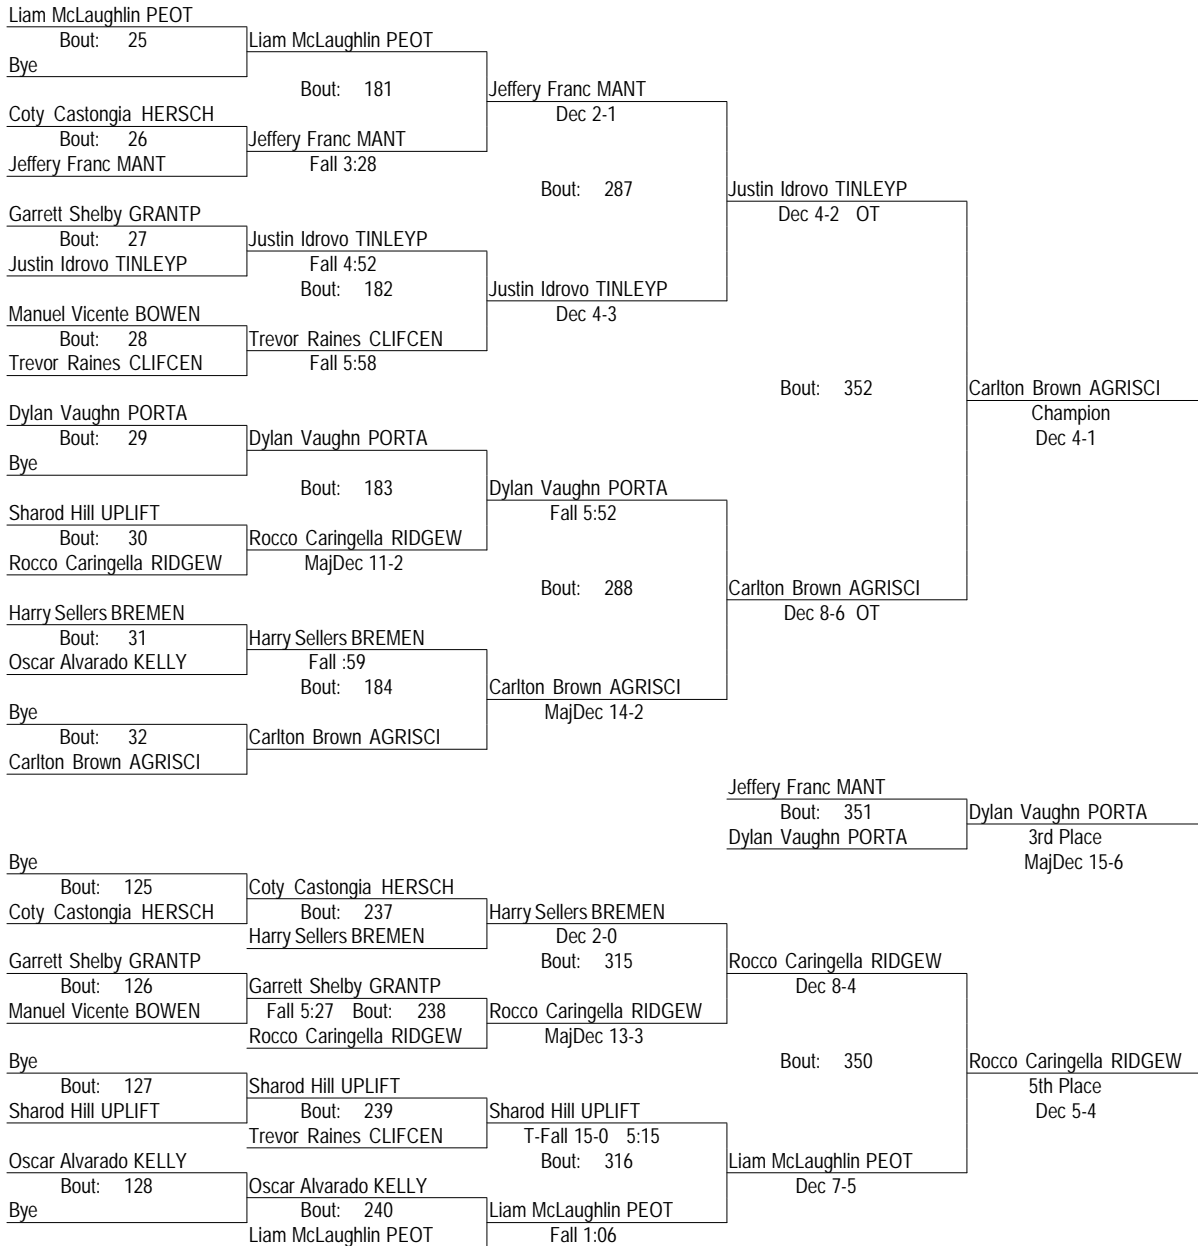 Liam McLaughlin PEOT
Bout: 25
Liam McLaughlin PEOT
Bye
Bout: 181
Jeffery Franc MANT
Coty Castongia HERSCH
Dec 2-1
Bout: 26
Jeffery Franc MANT
Jeffery Franc MANT
Fall 3:28
Bout: 287
Justin Idrovo TINLEYP
Garrett Shelby GRANTP
Dec 4-2 OT
Bout: 27
Justin Idrovo TINLEYP
Justin Idrovo TINLEYP
Fall 4:52
Bout: 182
Justin Idrovo TINLEYP
Manuel Vicente BOWEN
Dec 4-3
Bout: 28
Trevor Raines CLIFCEN
Trevor Raines CLIFCEN
Fall 5:58
Bout: 352
Carlton Brown AGRISCI
Dylan Vaughn PORTA
Champion
Bout: 29
Dylan Vaughn PORTA
Dec 4-1
Bye
Bout: 183
Dylan Vaughn PORTA
Sharod Hill UPLIFT
Fall 5:52
Bout: 30
Rocco Caringella RIDGEW
Rocco Caringella RIDGEW
MajDec 11-2
Bout: 288
Carlton Brown AGRISCI
Harry Sellers BREMEN
Dec 8-6 OT
Bout: 31
Harry Sellers BREMEN
Oscar Alvarado KELLY
Fall :59
Bout: 184
Carlton Brown AGRISCI
Bye
MajDec 14-2
Bout: 32
Carlton Brown AGRISCI
Carlton Brown AGRISCI
Jeffery Franc MANT
Bout: 351
Dylan Vaughn PORTA
Dylan Vaughn PORTA
3rd Place
MajDec 15-6
Bye
Bout: 125
Coty Castongia HERSCH
Coty Castongia HERSCH
Bout: 237
Harry Sellers BREMEN
Harry Sellers BREMEN
Dec 2-0
Garrett Shelby GRANTP
Bout: 315
Rocco Caringella RIDGEW
Bout: 126
Garrett Shelby GRANTP
Dec 8-4
Manuel Vicente BOWEN
Fall 5:27 Bout: 238
Rocco Caringella RIDGEW
Rocco Caringella RIDGEW
MajDec 13-3
Bye
Bout: 350
Rocco Caringella RIDGEW
Bout: 127
Sharod Hill UPLIFT
5th Place
Sharod Hill UPLIFT
Bout: 239
Sharod Hill UPLIFT
Dec 5-4
Trevor Raines CLIFCEN
T-Fall 15-0 5:15
Oscar Alvarado KELLY
Bout: 316
Liam McLaughlin PEOT
Bout: 128
Oscar Alvarado KELLY
Dec 7-5
Bye
Bout: 240
Liam McLaughlin PEOT
Liam McLaughlin PEOT
Fall 1:06